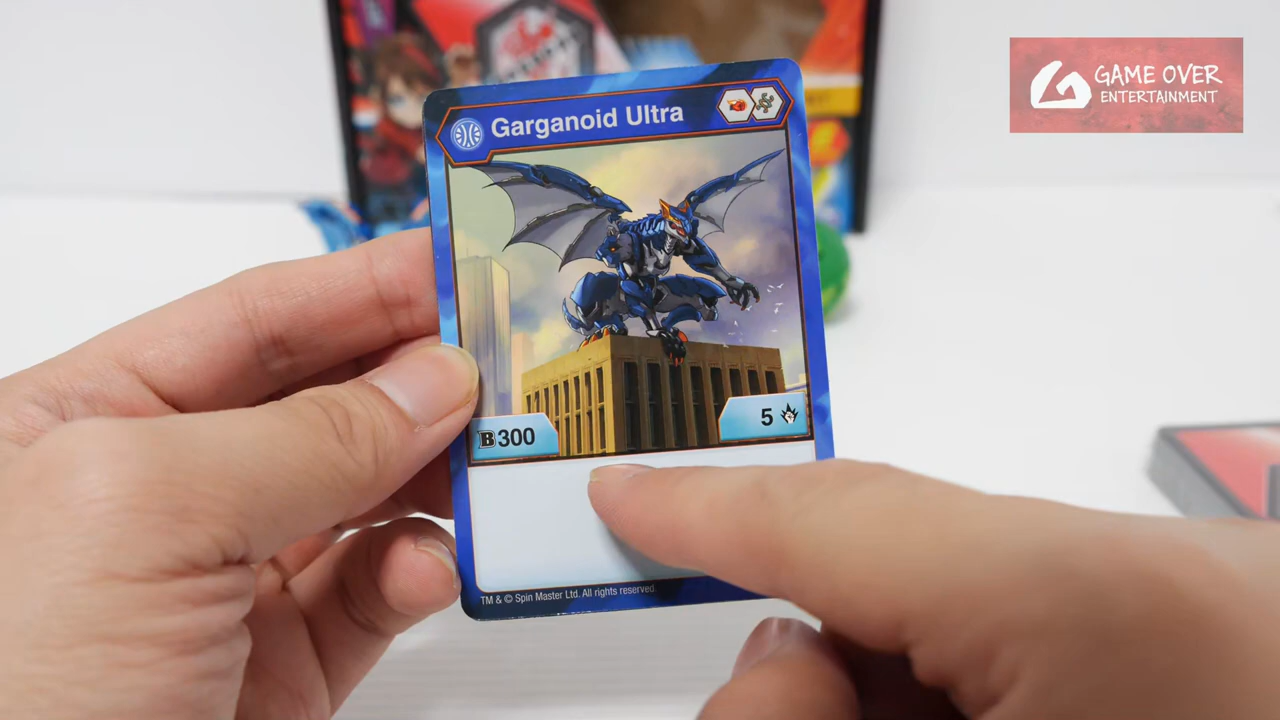 GAME OVER
ENTERTAINMENT
Garganoid Ultra
B300
5
TM & © Spin Master Ltd. All rights reserved.